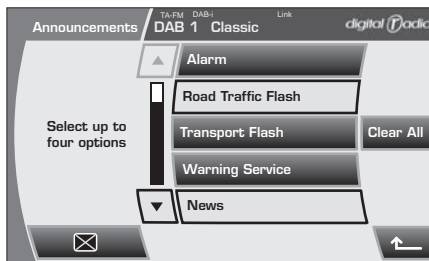 Announcements
TA-FM DAB-i Link
DAB 1 Classic
digital radio
Alarm
Road Traffic Flash
Select up to
four options
Transport Flash
Clear All
Warning Service
News